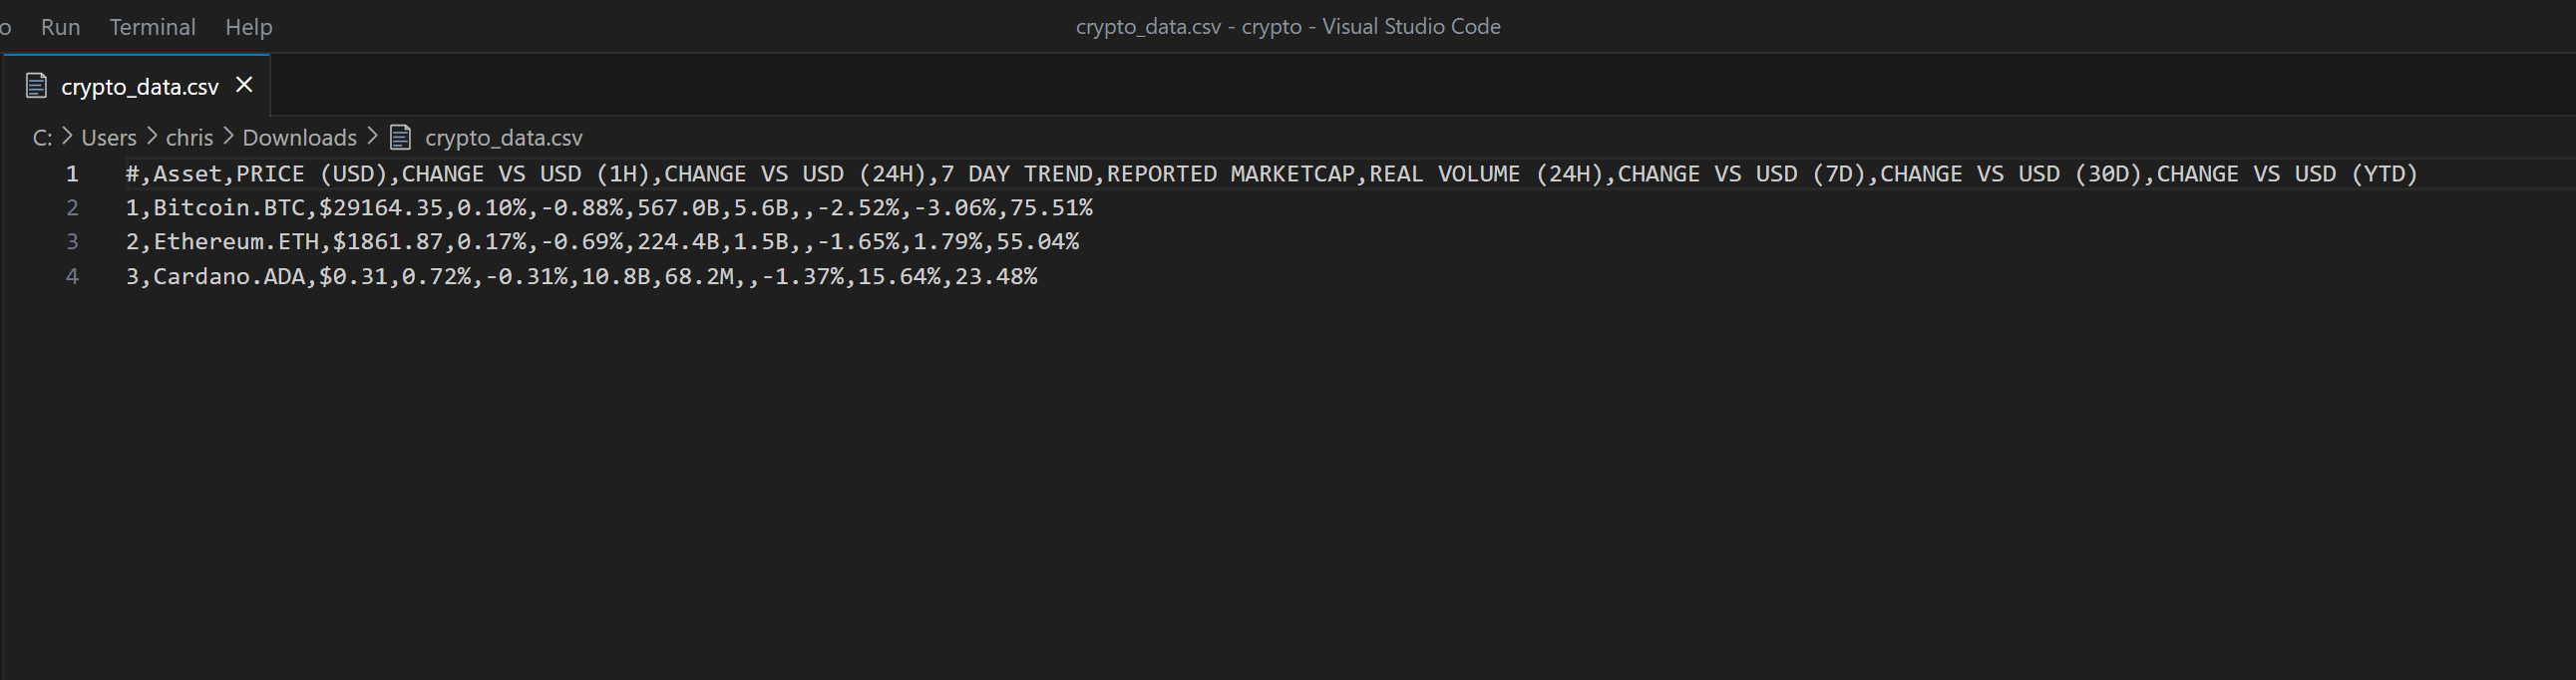 o Run Terminal Help crypto_data.csv - crypto - Visual Studio Code
crypto_data.csv
C: > Users > chris > Downloads > crypto_data.csv
1 #,Asset,PRICE (USD),CHANGE VS USD (1H),CHANGE VS USD (24H),7 DAY TREND,REPORTED MARKETCAP,REAL VOLUME (24H),CHANGE VS USD (7D),CHANGE VS USD (30D),CHANGE VS USD (YTD)
2 1,Bitcoin.BTC,$29164.35,0.10%,-0.88%,567.0B,5.6B,,-2.52%,-3.06%,75.51%
3 2,Ethereum.ETH,$1861.87,0.17%,-0.69%,224.4B,1.5B,,-1.65%,1.79%,55.04%
4 3,Cardano.ADA,$0.31,0.72%,-0.31%,10.8B,68.2M,,-1.37%,15.64%,23.48%